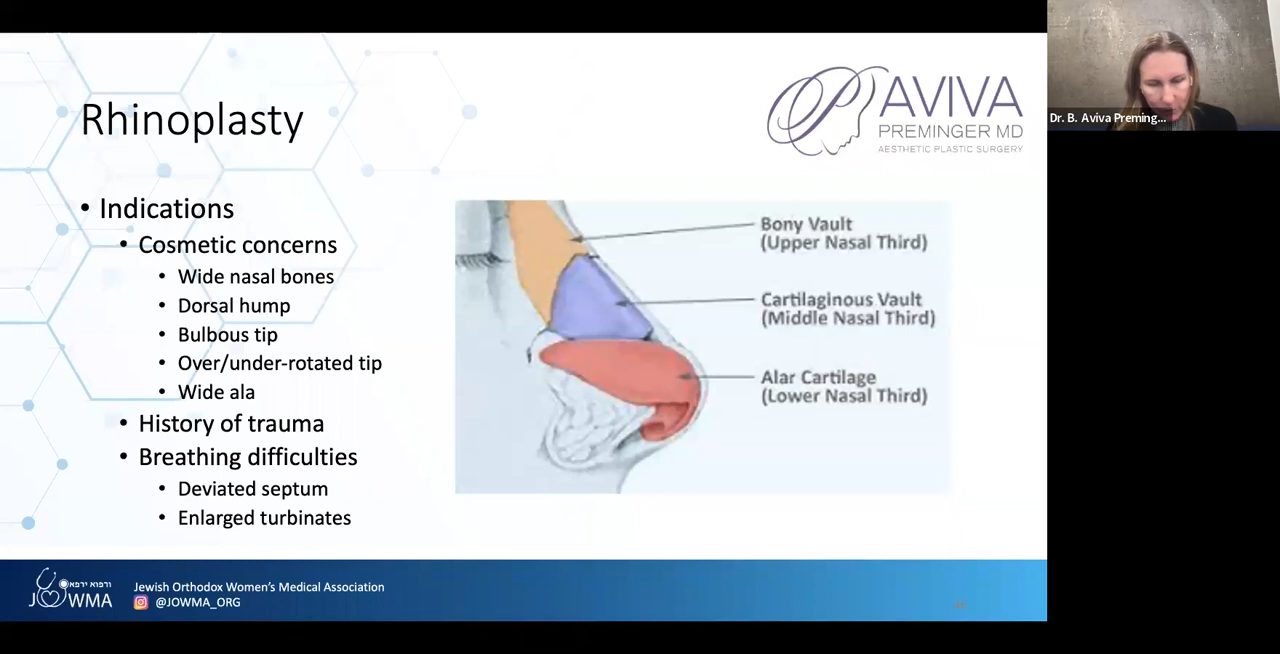 Rhinoplasty
AVIVA
PREMINGER MD
AESTHETIC PLASTIC SURGERY
Dr. B. Aviva Preming...
• Indications
• Cosmetic concerns
• Wide nasal bones
• Dorsal hump
• Bulbous tip
• Over/under-rotated tip
• Wide ala
• History of trauma
• Breathing difficulties
• Deviated septum
• Enlarged turbinates
Bony Vault
(Upper Nasal Third)
Cartilaginous Vault
(Middle Nasal Third)
Alar Cartilage
(Lower Nasal Third)
ורפוא ירפא
JOWMA
Jewish Orthodox Women's Medical Association
@JOWMA_ORG